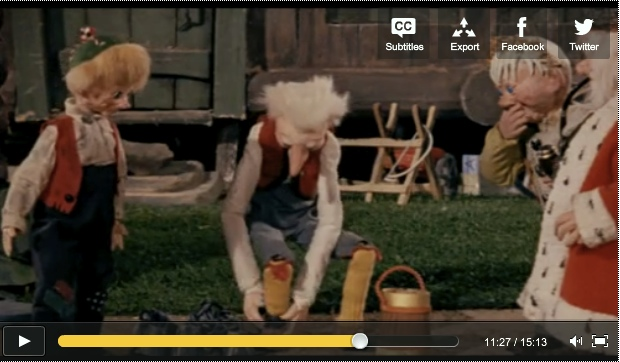 CC
Subtitles Export Facebook Twitter
11:27 / 15:13